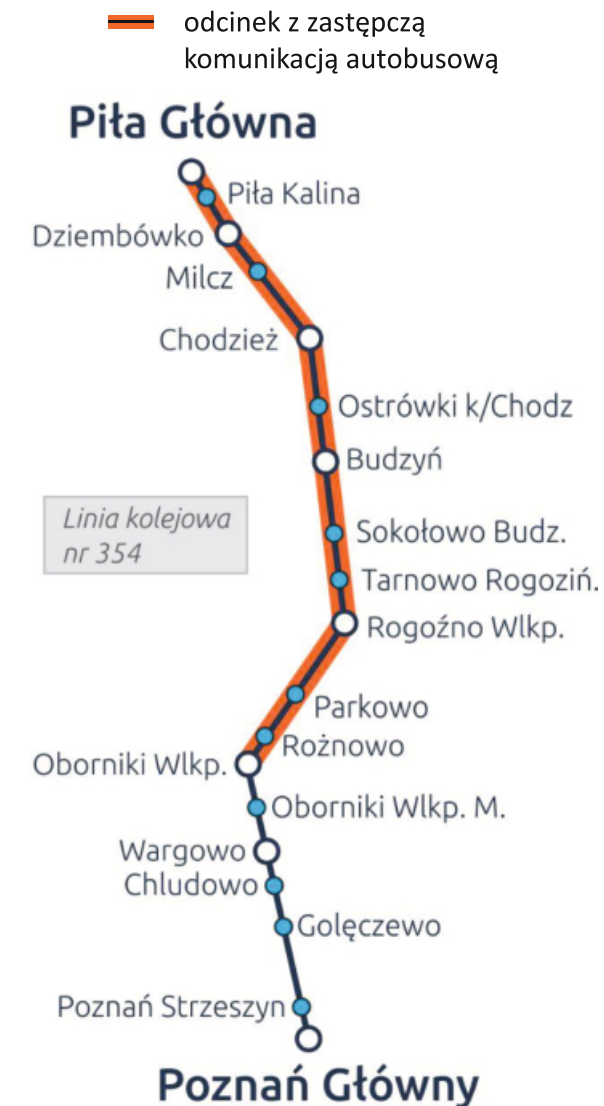 odcinek z zastępczą
komunikacją autobusową
Piła Główna
Piła Kalina
Dziembówko
Milcz
Chodzież
Ostrówki k/Chodz
Budzyń
Linia kolejowa
nr 354
Sokołowo Budz.
Tarnowo Rogoziń.
Rogoźno Wlkp.
Parkowo
Rożnowo
Oborniki Wlkp.
Oborniki Wlkp. M.
Wargowo
Chludowo
Golęczewo
Poznań Strzeszyn
Poznań Główny